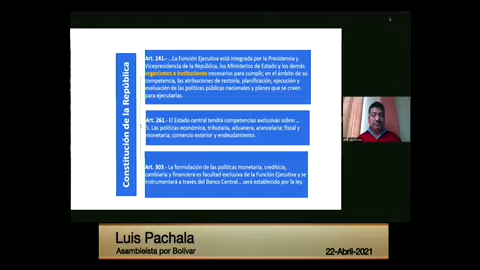 Constitución de la República
Art. 141.- ..La Función Ejecutiva está integrada por la Presidencia y
Vicepresidencia de la República, los Ministerios de Estado y los demás
organismos e instituciones necesarios para cumplir, en el ámbito de su
competencia, las atribuciones de rectoría, planificación, ejecución y
evaluación de las políticas públicas nacionales y planes que se creen
para ejecutarlas.
Art. 261.- El Estado central tendrá competencias exclusivas sobre:..
5. Las políticas económica, tributaria, aduanera, arancelaria; fiscal y
monetaria; comercio exterior y endeudamiento.
Art. 303.- La formulación de las políticas monetaria, crediticia,
cambiaria y financiera es facultad exclusiva de la Función Ejecutiva y se
instrumentará a través del Banco Central... será establecido por la ley.
Luis Pachala
Asambleista por Bolívar
22-Abril-2021